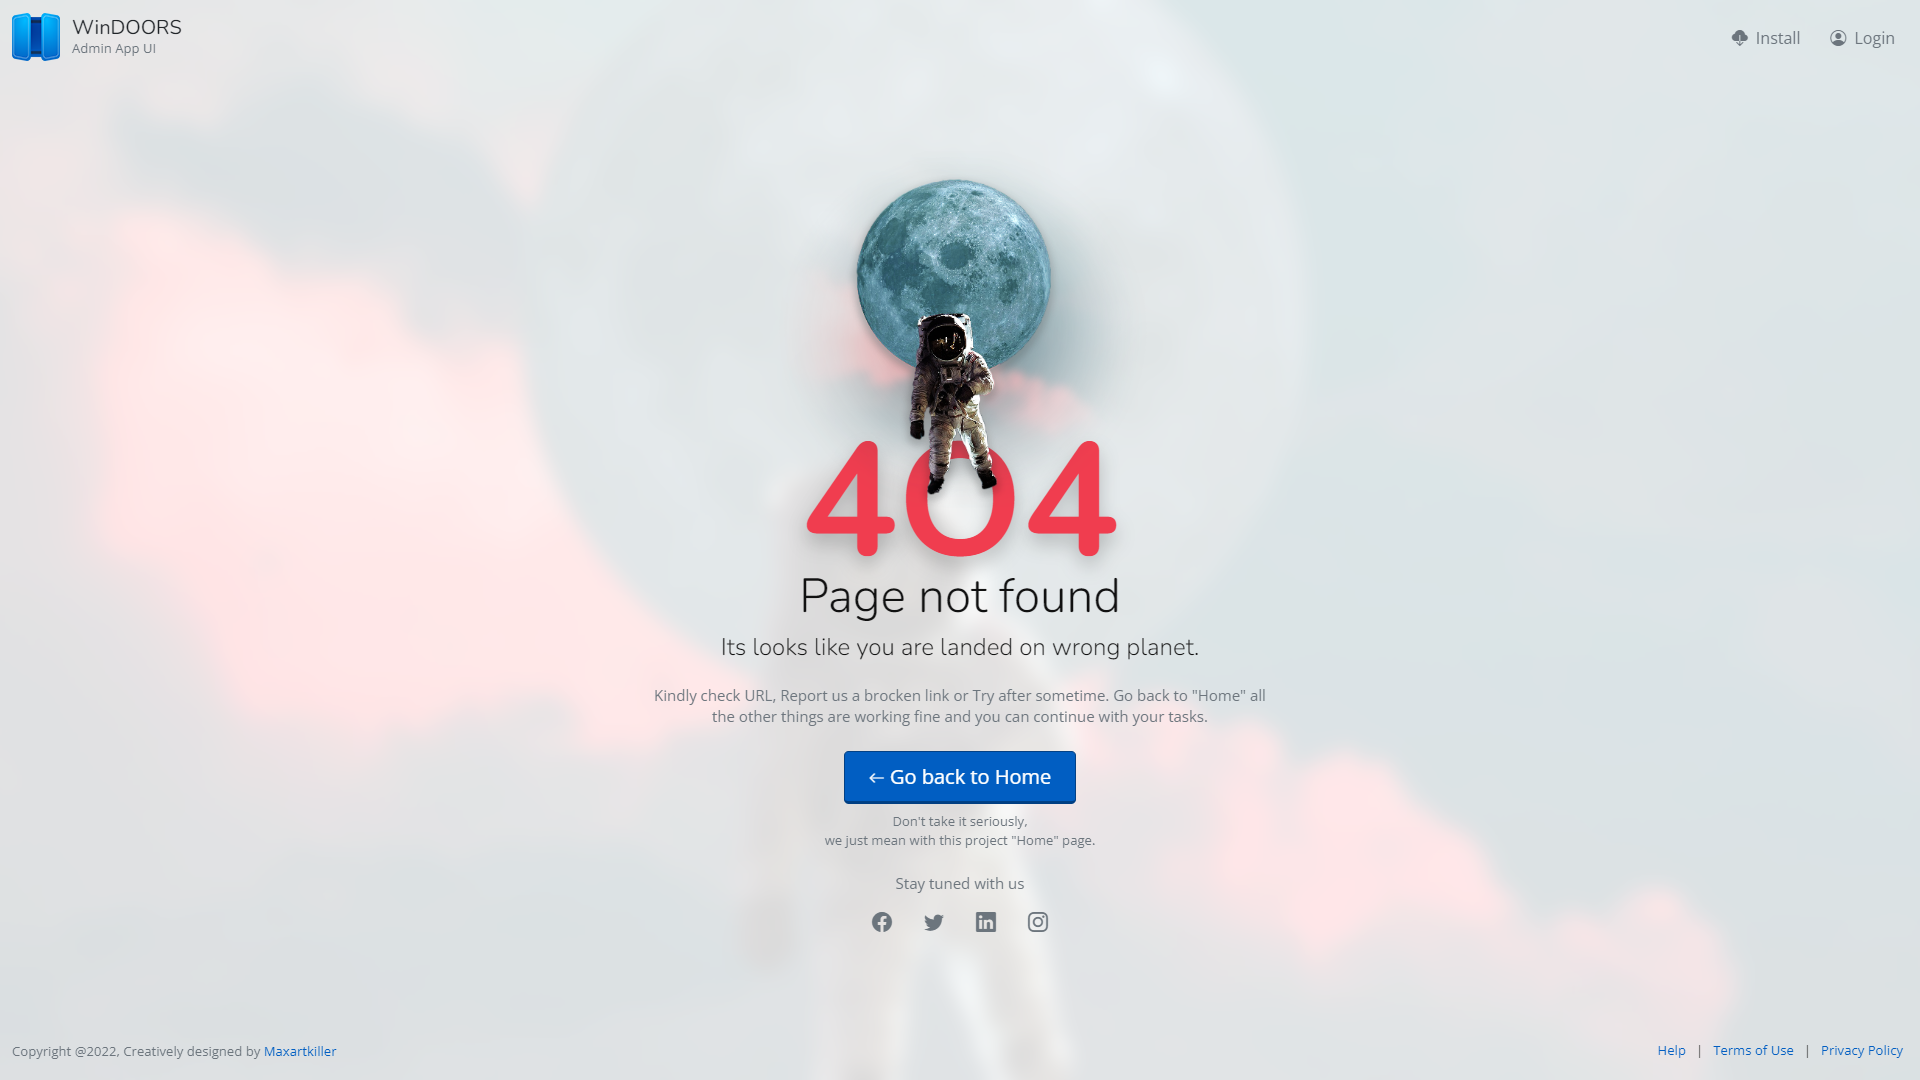 WinDOORS
Admin App UI
Install
Login
404
Page not found
Its looks like you are landed on wrong planet.
Kindly check URL, Report us a brocken link or Try after sometime. Go back to "Home" all
the other things are working fine and you can continue with your tasks.
← Go back to Home
Don't take it seriously,
we just mean with this project "Home" page.
Stay tuned with us
Copyright @2022, Creatively designed by Maxartkiller
Help | Terms of Use | Privacy Policy